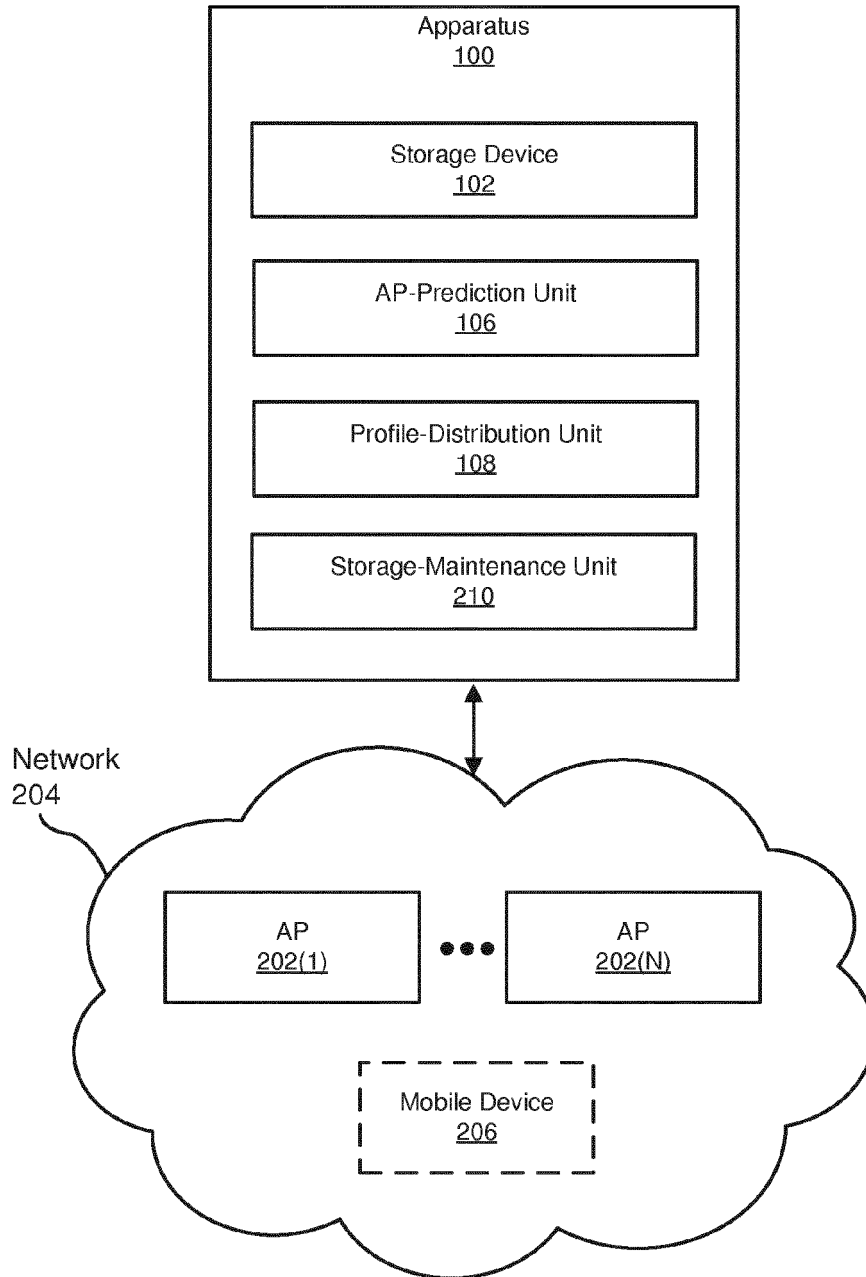 Apparatus
100
Storage Device
102
AP-Prediction Unit
106
Profile-Distribution Unit
108
Storage-Maintenance Unit
210
Network
204
AP
202(1)
AP
202(N)
Mobile Device
206